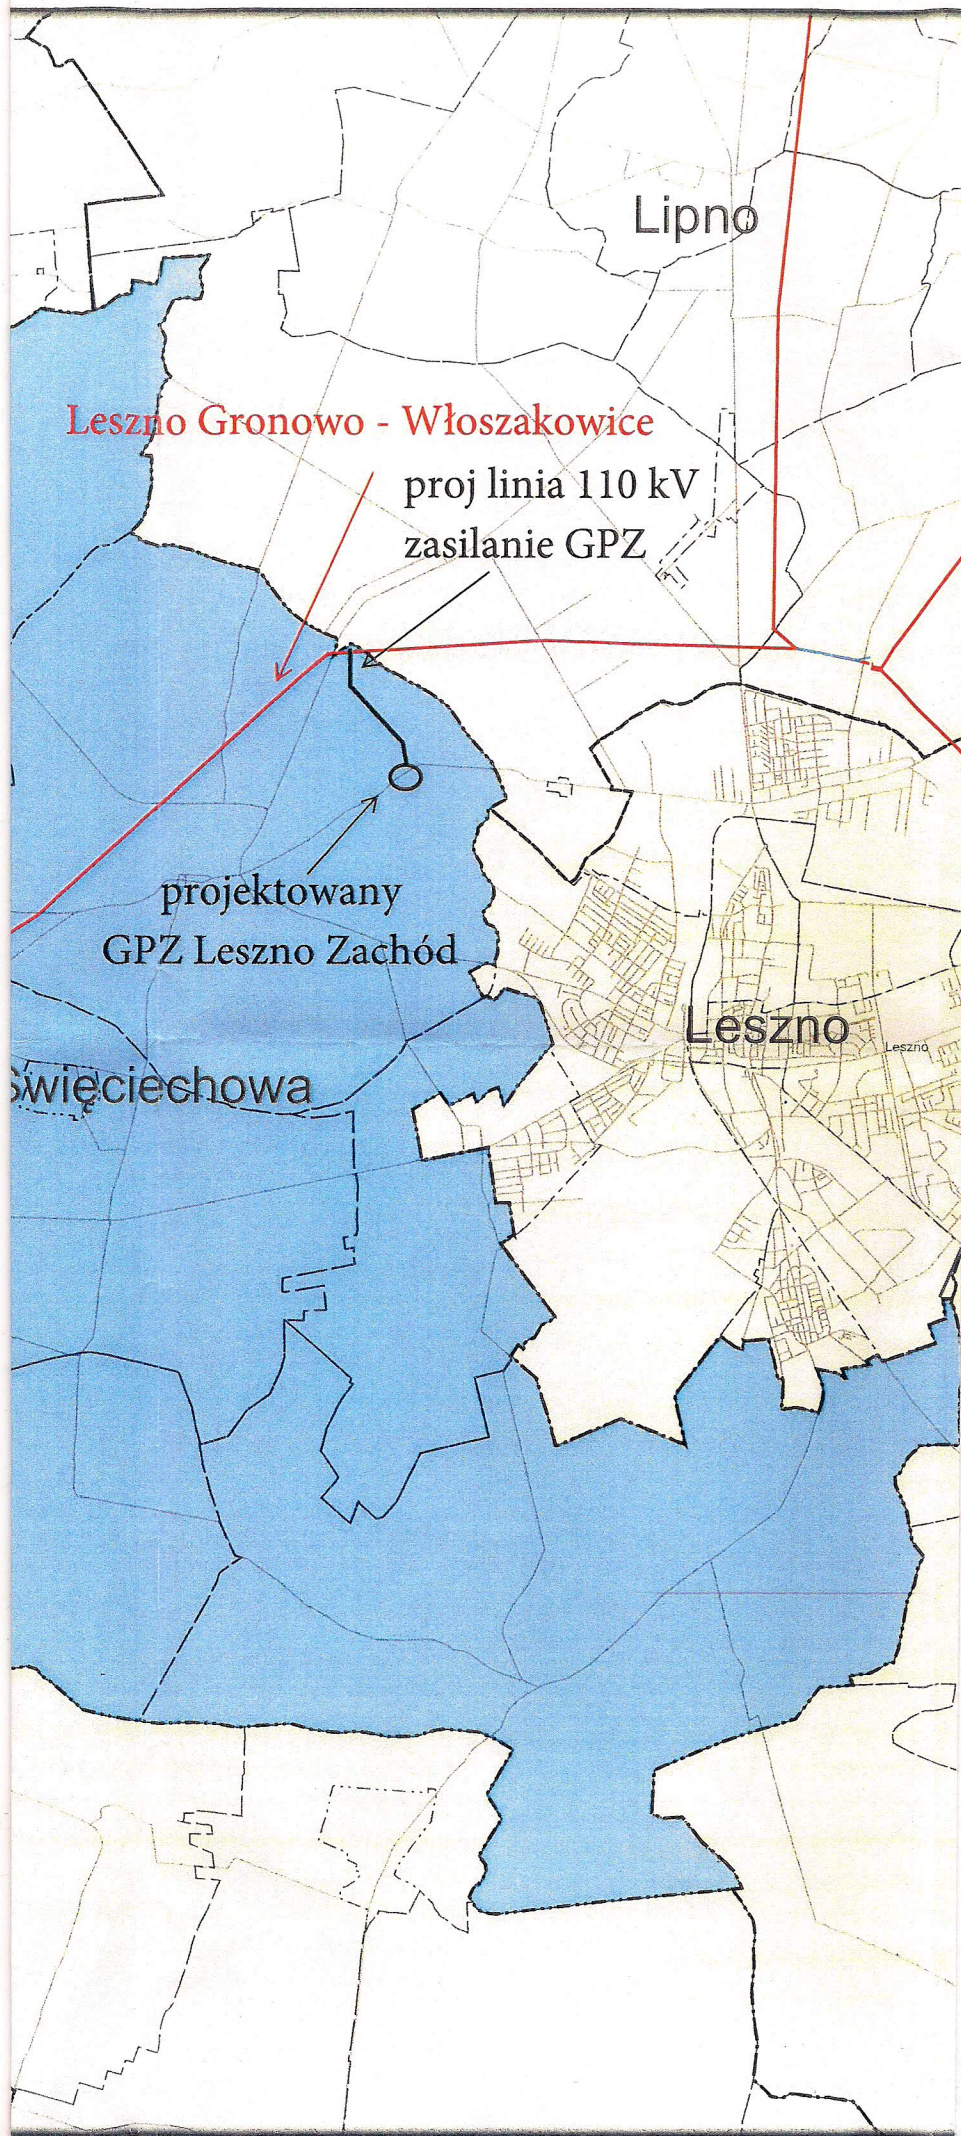 Lipno
Leszno Gronowo - Włoszakowice
proj linia 110 kV
zasilanie GPZ
projektowany
GPZ Leszno Zachód
Leszno
Leszno
Święciechowa